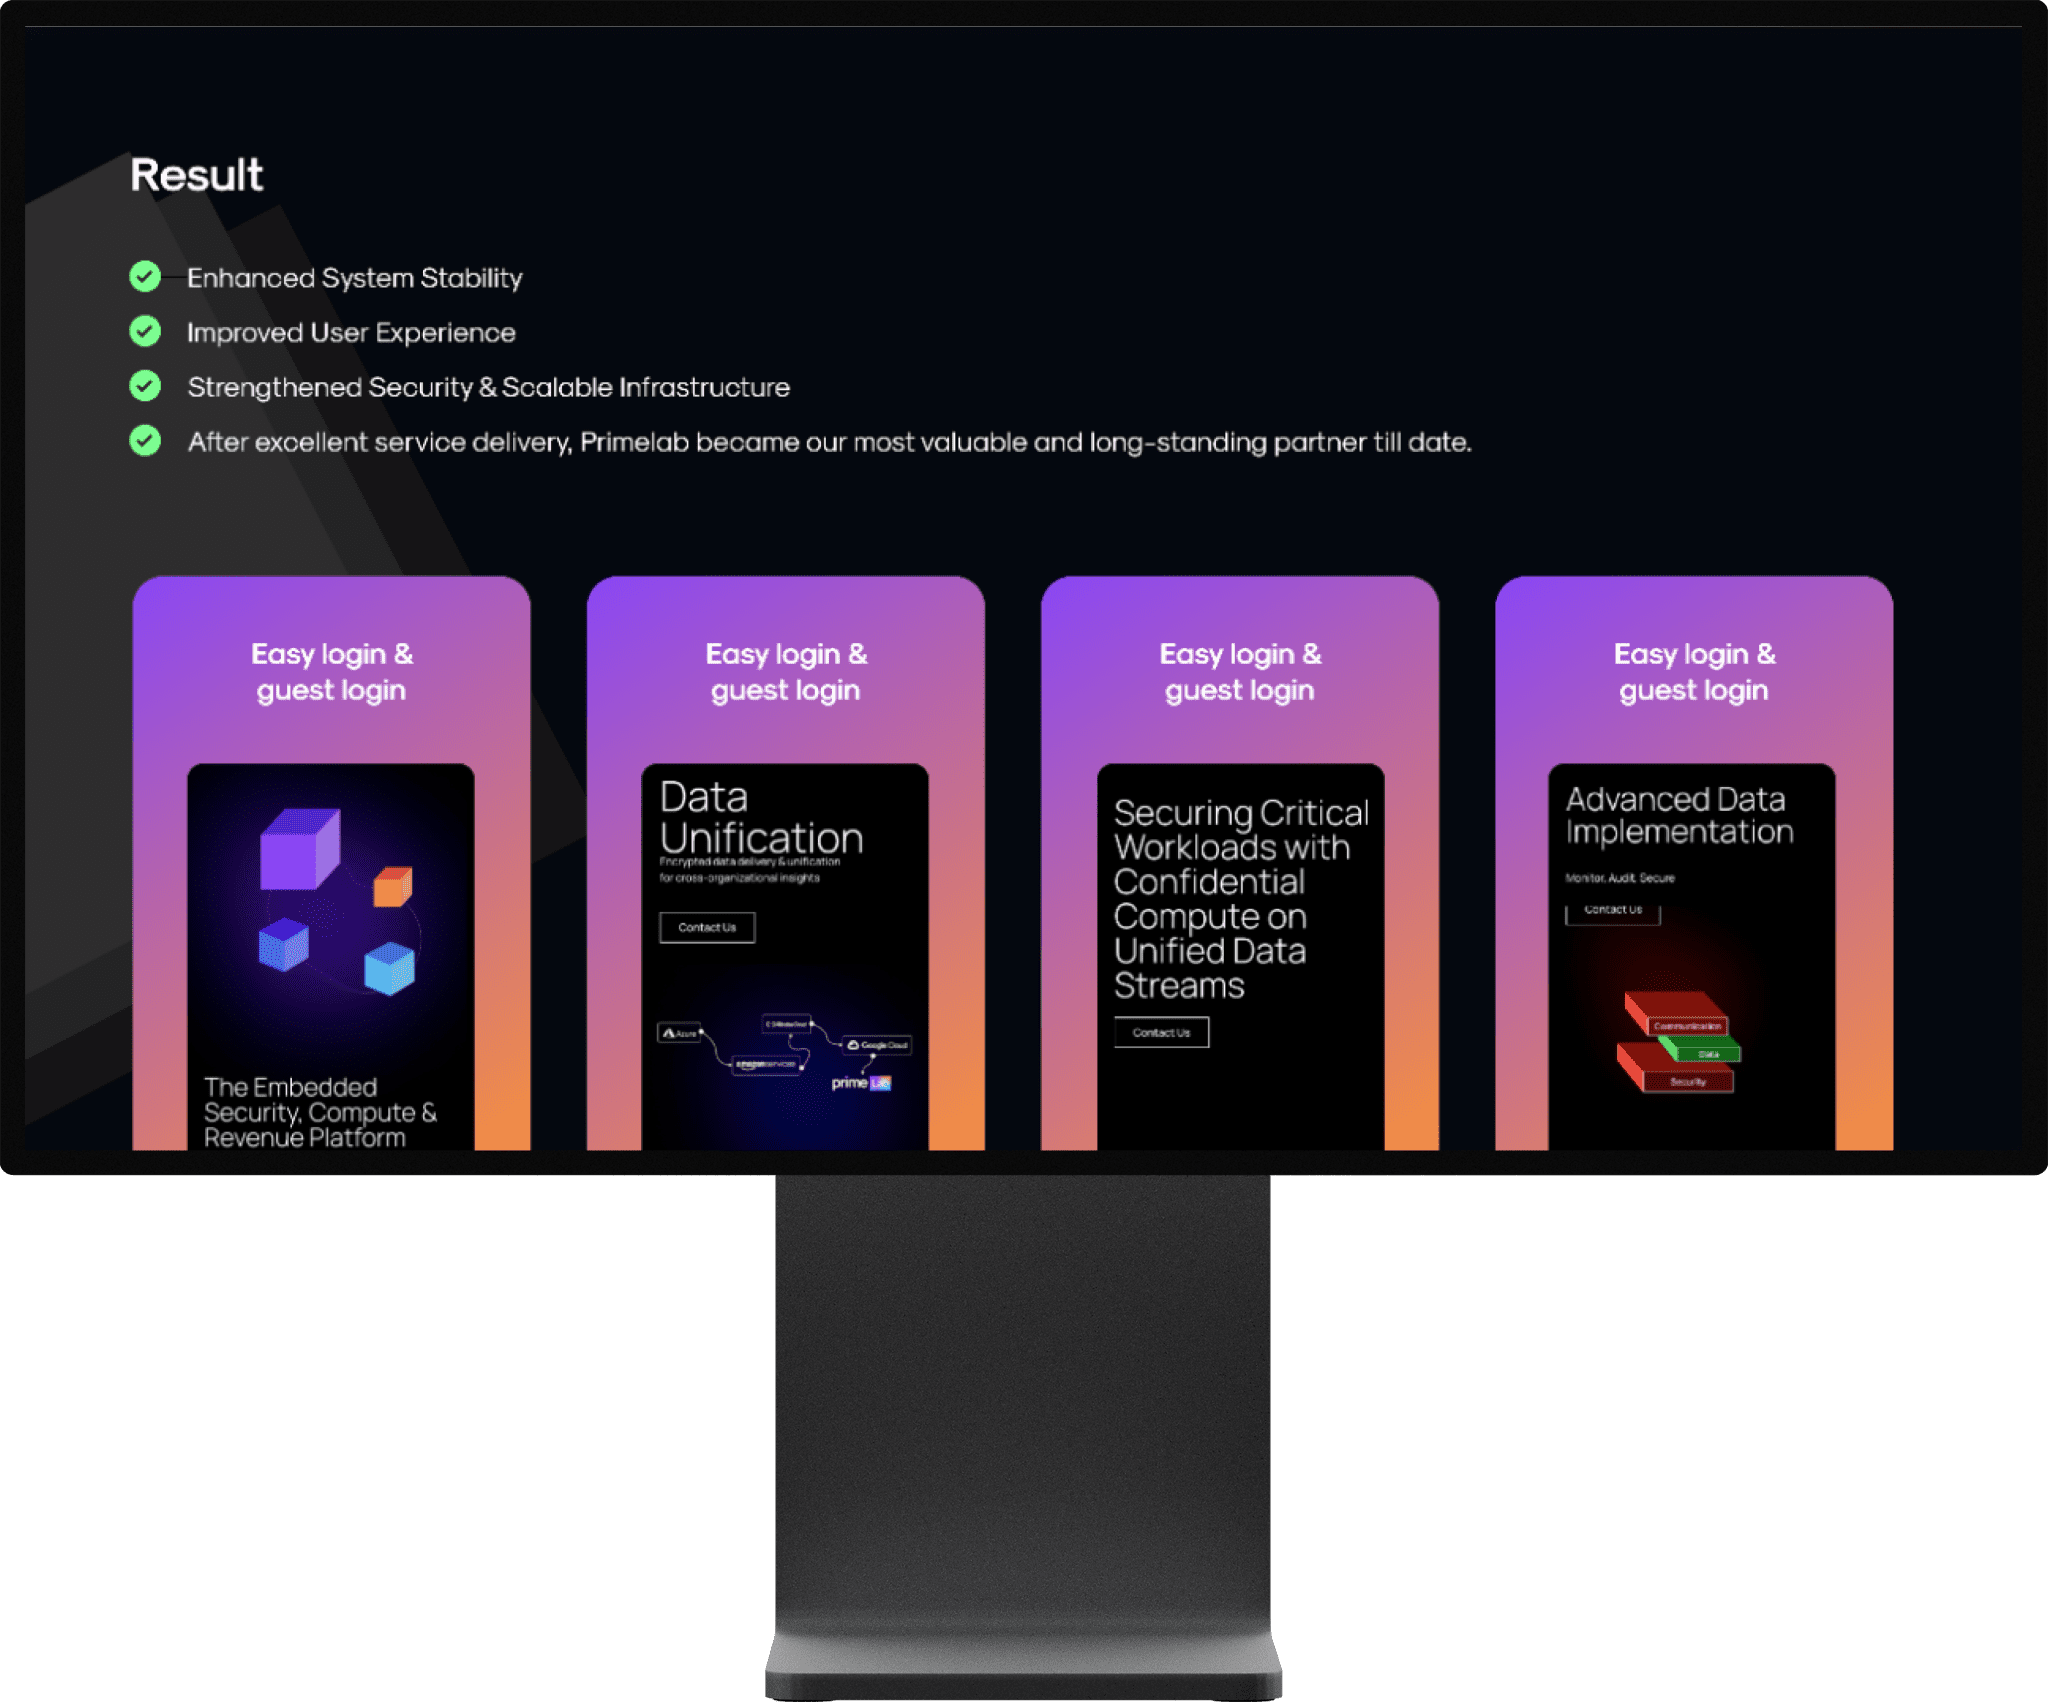 Result
Enhanced System Stability
Improved User Experience
Strengthened Security & Scalable Infrastructure
After excellent service delivery, Primelab became our most valuable and long-standing partner till date.
Easy login &
guest login
The Embedded
Security, Compute &
Revenue Platform
Easy login &
guest login
Data
Unification
Encrypted data delivery & unification
for cross-organizational insights
Contact Us
Azure
Google Cloud
amazon services
prime Lab
Easy login &
guest login
Securing Critical
Workloads with
Confidential
Compute on
Unified Data
Streams
Contact Us
Easy login &
guest login
Advanced Data
Implementation
Monitor. Audit. Secure
Contact Us
Communication
Data
Security